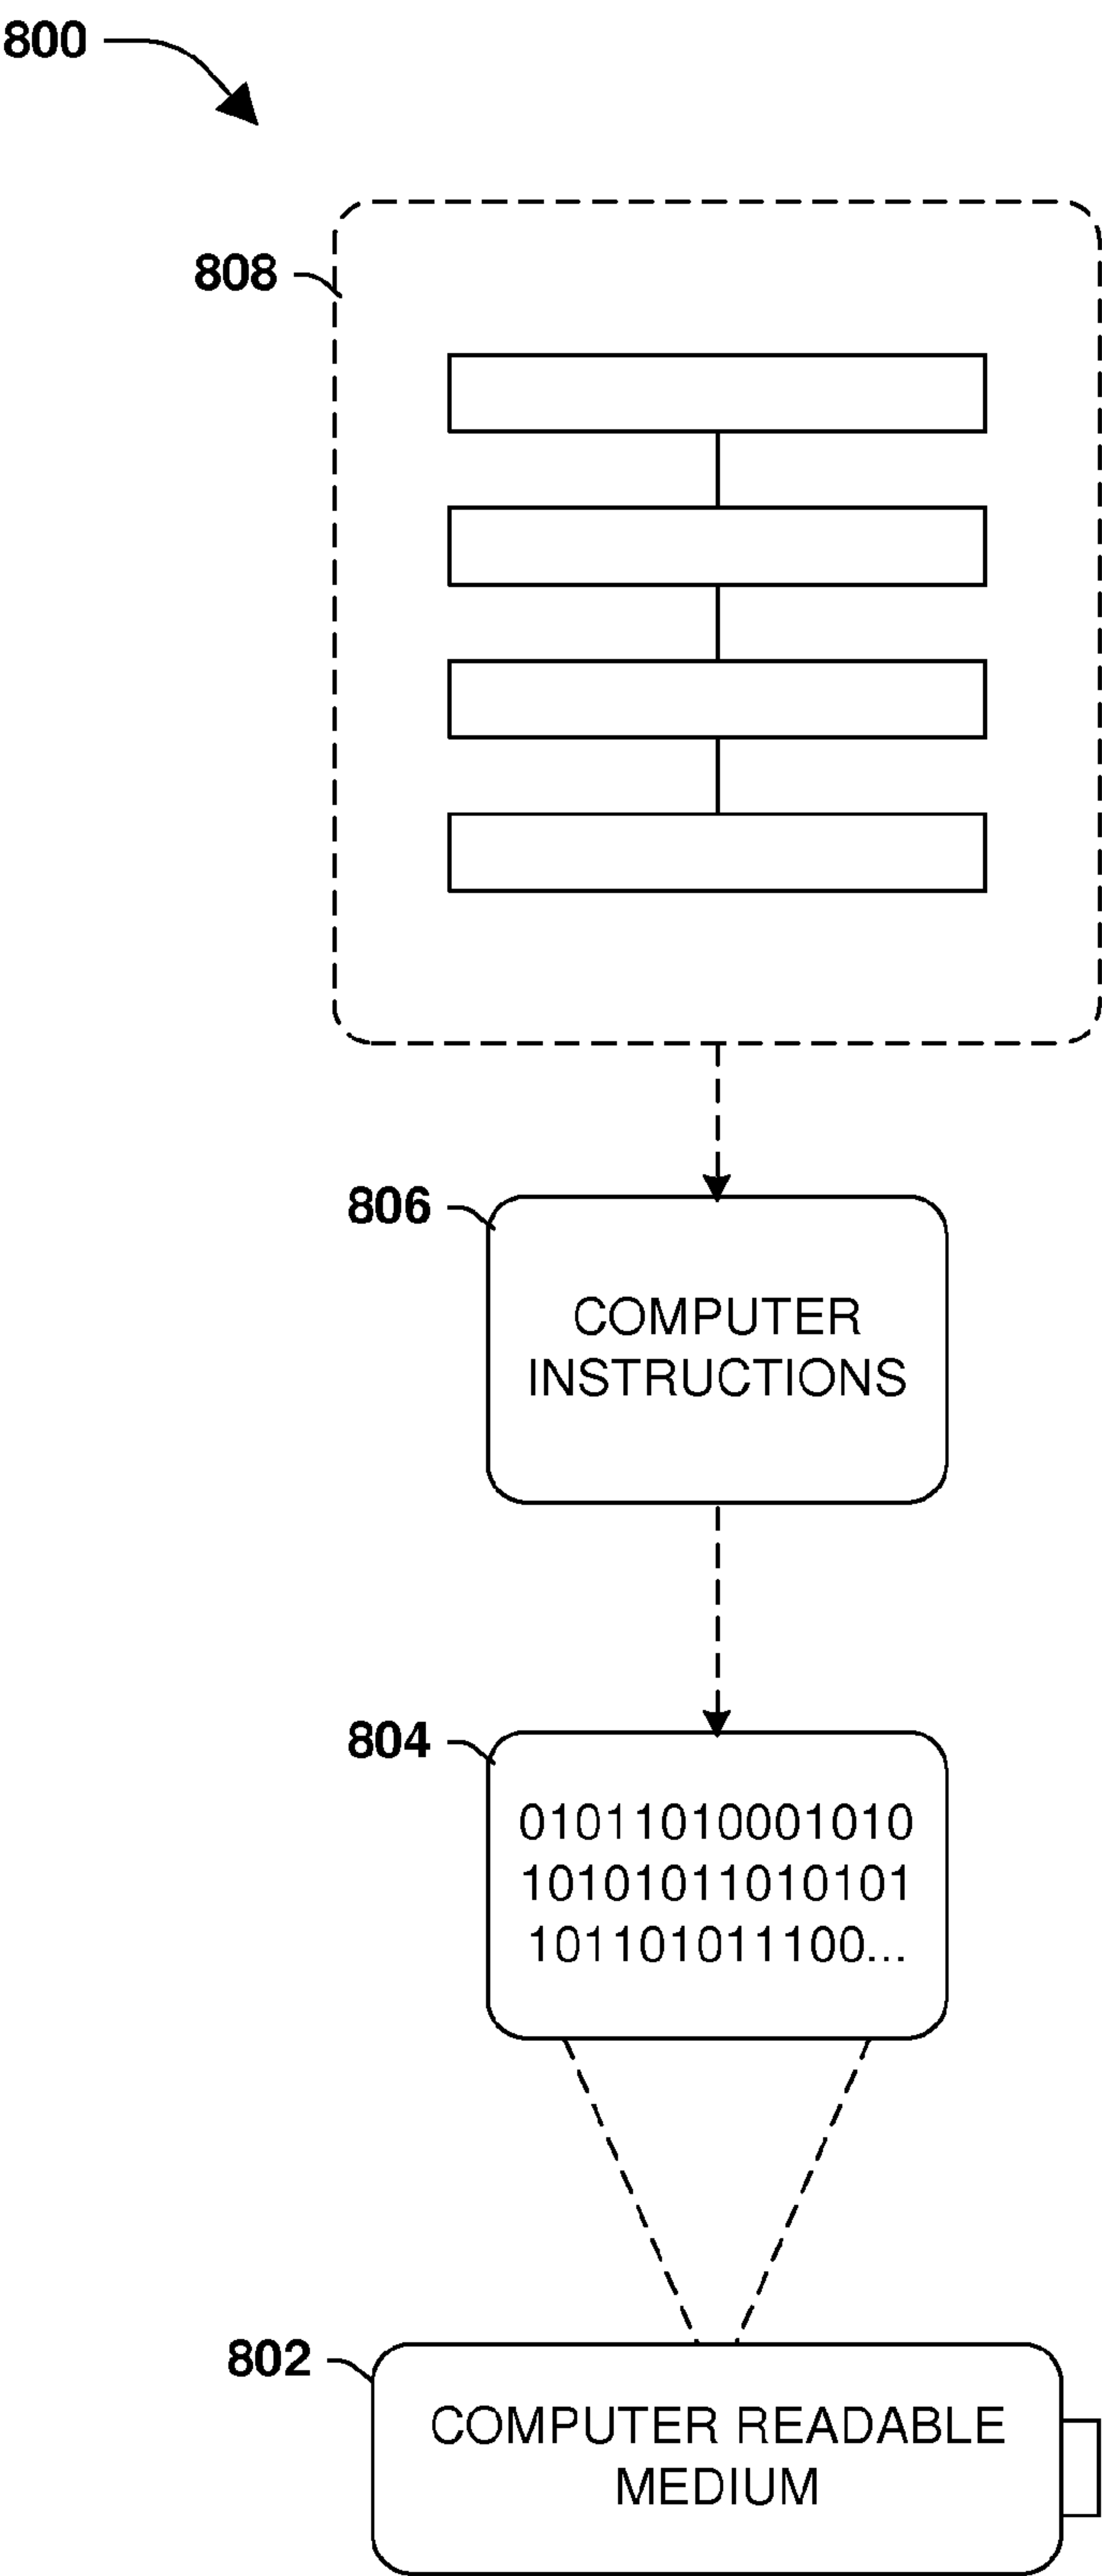 800
808
806
COMPUTER
INSTRUCTIONS
804
01011010001010
10101011010101
101101011100...
802
COMPUTER READABLE
MEDIUM